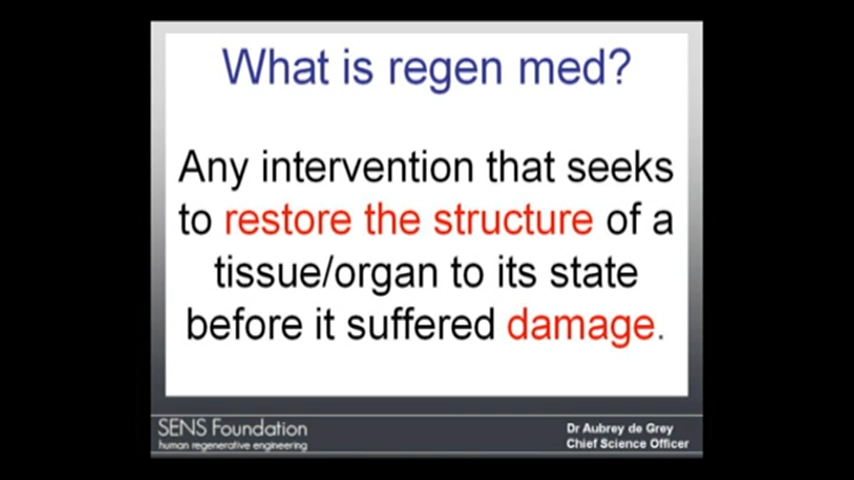 What is regen med?
Any intervention that seeks
to restore the structure of a
tissue/organ to its state
before it suffered damage.
SENS Foundation
human regenerative engineering
Dr Aubrey de Grey
Chief Science Officer